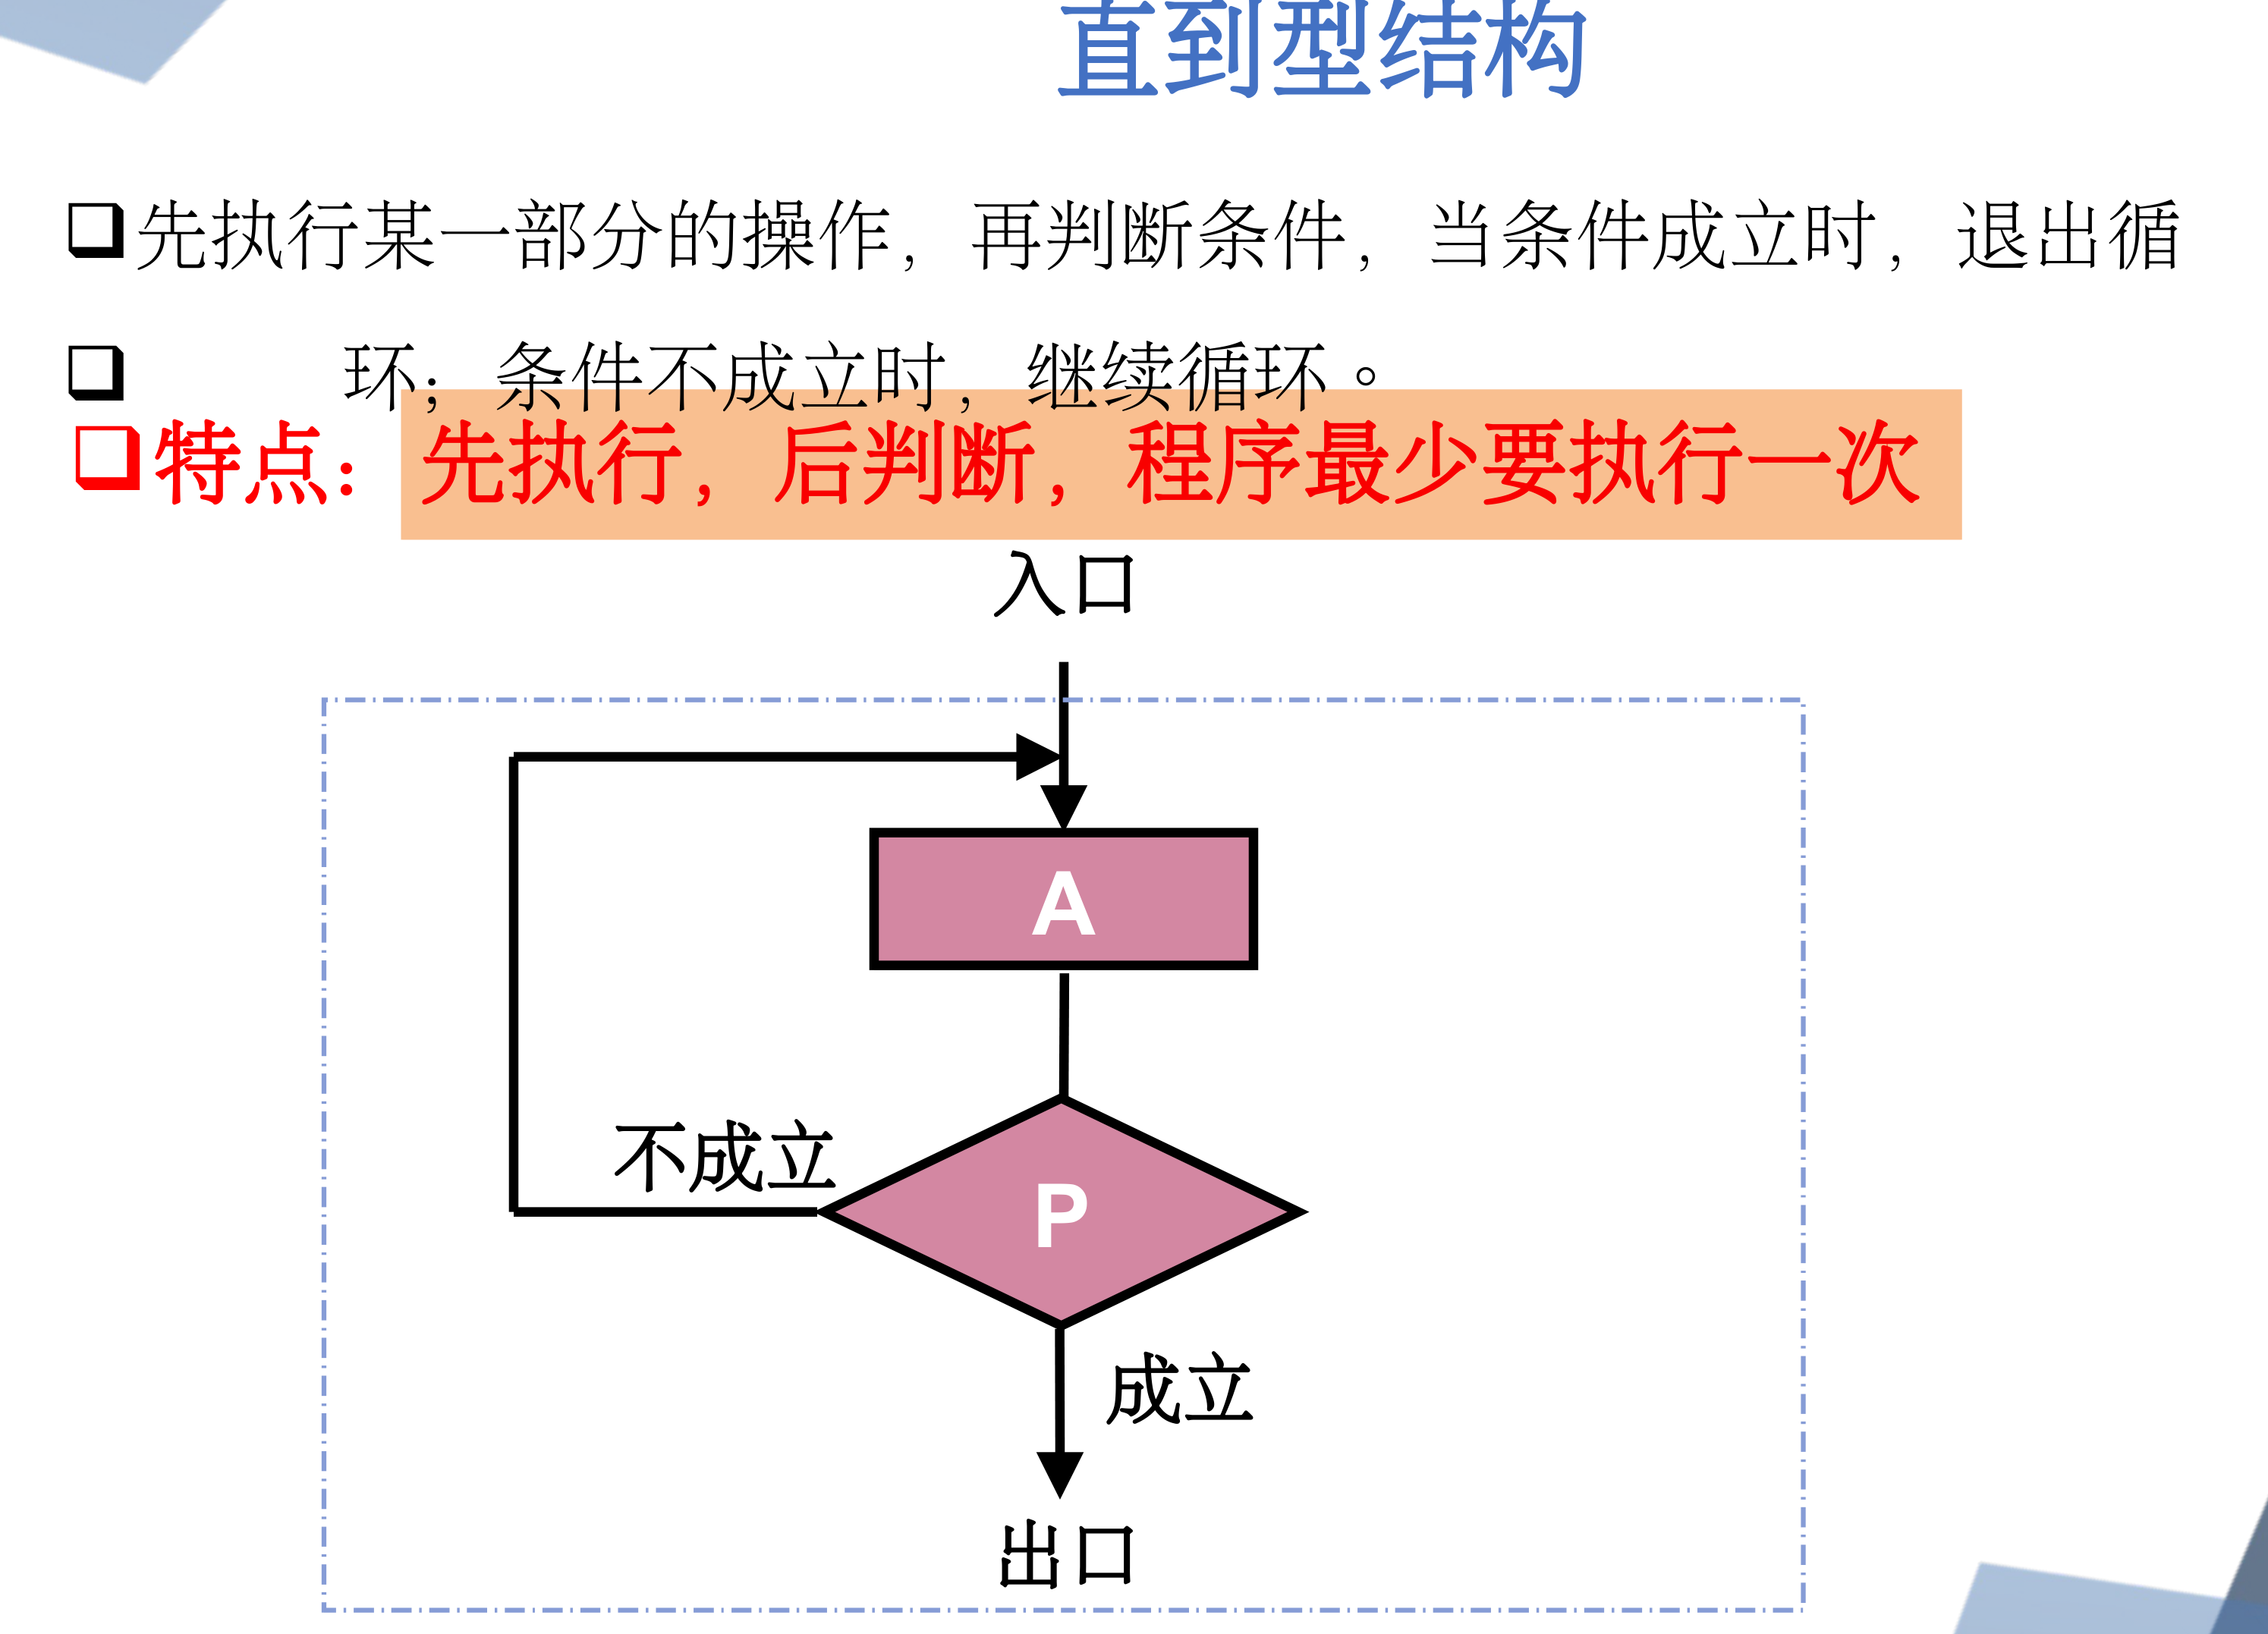 直到型结构
先执行某一部分的操作，再判断条件，当条件成立时，退出循
环；条件不成立时，继续循环。
特点：先执行，后判断，程序最少要执行一次
入口
A
不成立
P
成立
出口